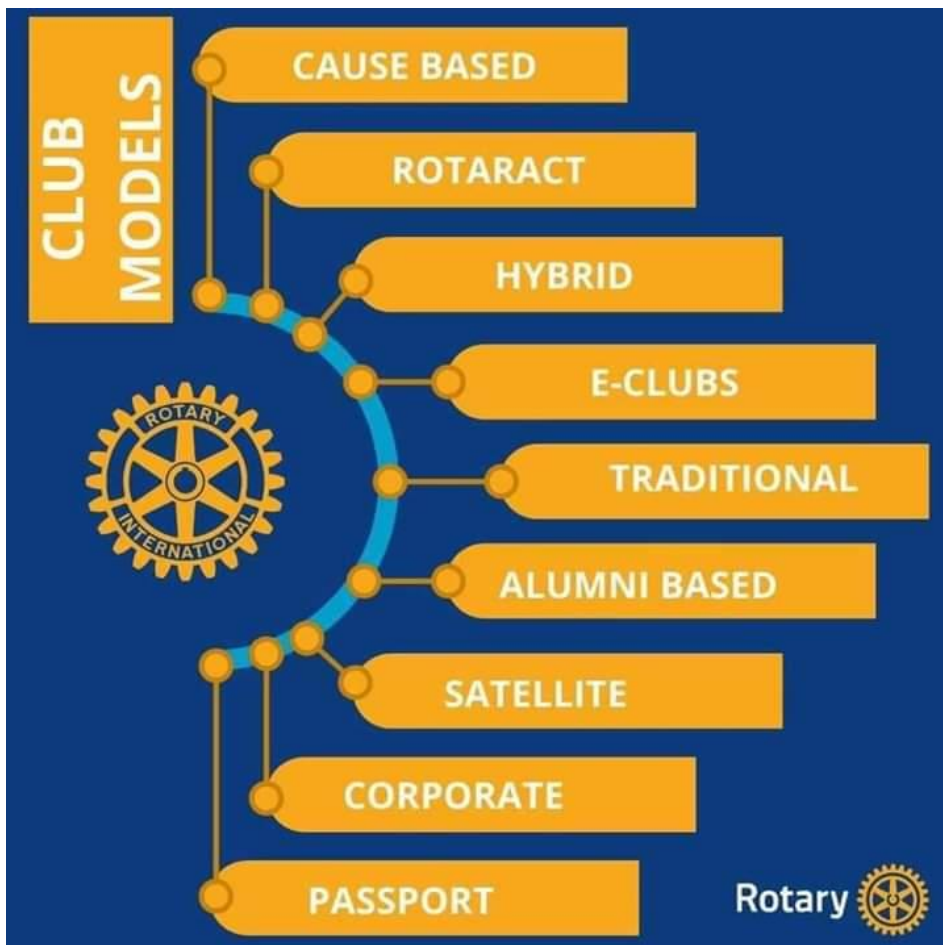 CLUB
MODELS
CAUSE BASED
ROTARACT
HYBRID
E-CLUBS
TRADITIONAL
ALUMNI BASED
SATELLITE
CORPORATE
PASSPORT
ROTARY
INTERNATIONAL
Rotary